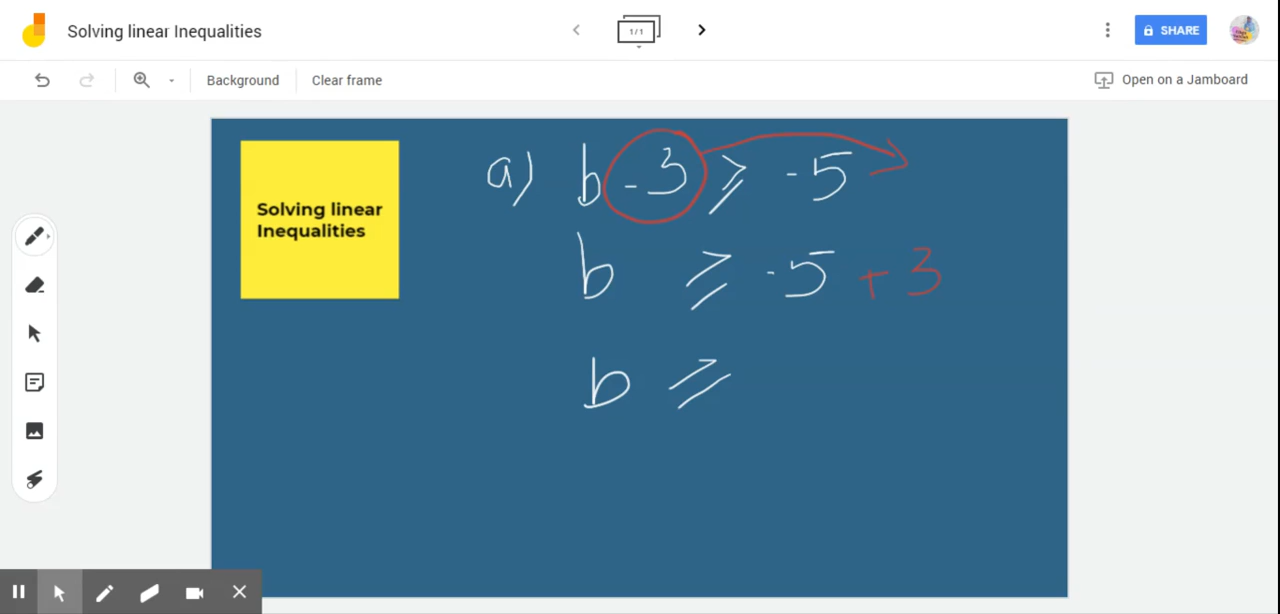 Solving linear Inequalities
1/1
SHARE
Background
Clear frame
Open on a Jamboard
Solving linear
Inequalities
a) b - 3 ⩾ - 5
b ⩾ - 5 + 3
b ⩾